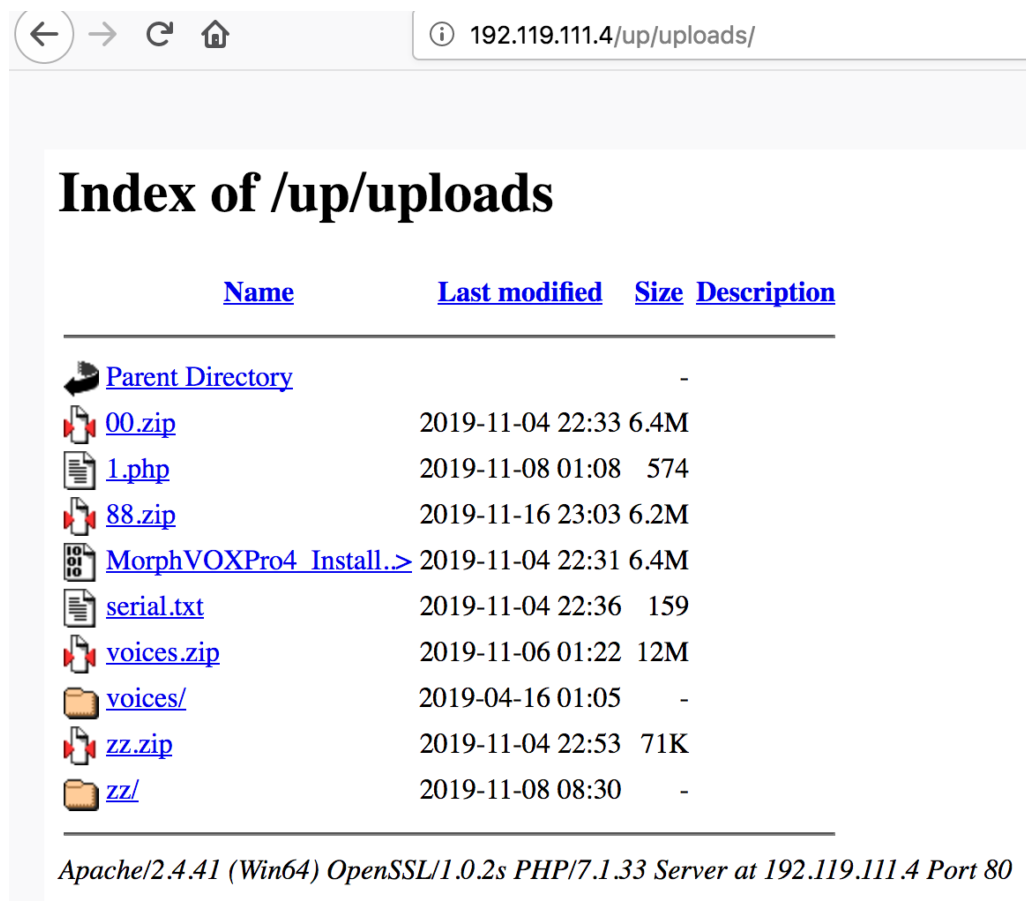 192.119.111.4/up/uploads/
Index of /up/uploads
Name Last modified Size Description
Parent Directory -
00.zip 2019-11-04 22:33 6.4M
1.php 2019-11-08 01:08 574
88.zip 2019-11-16 23:03 6.2M
MorphVOXPro4_Install..> 2019-11-04 22:31 6.4M
serial.txt 2019-11-04 22:36 159
voices.zip 2019-11-06 01:22 12M
voices/ 2019-04-16 01:05 -
zz.zip 2019-11-04 22:53 71K
zz/ 2019-11-08 08:30 -
Apache/2.4.41 (Win64) OpenSSL/1.0.2s PHP/7.1.33 Server at 192.119.111.4 Port 80